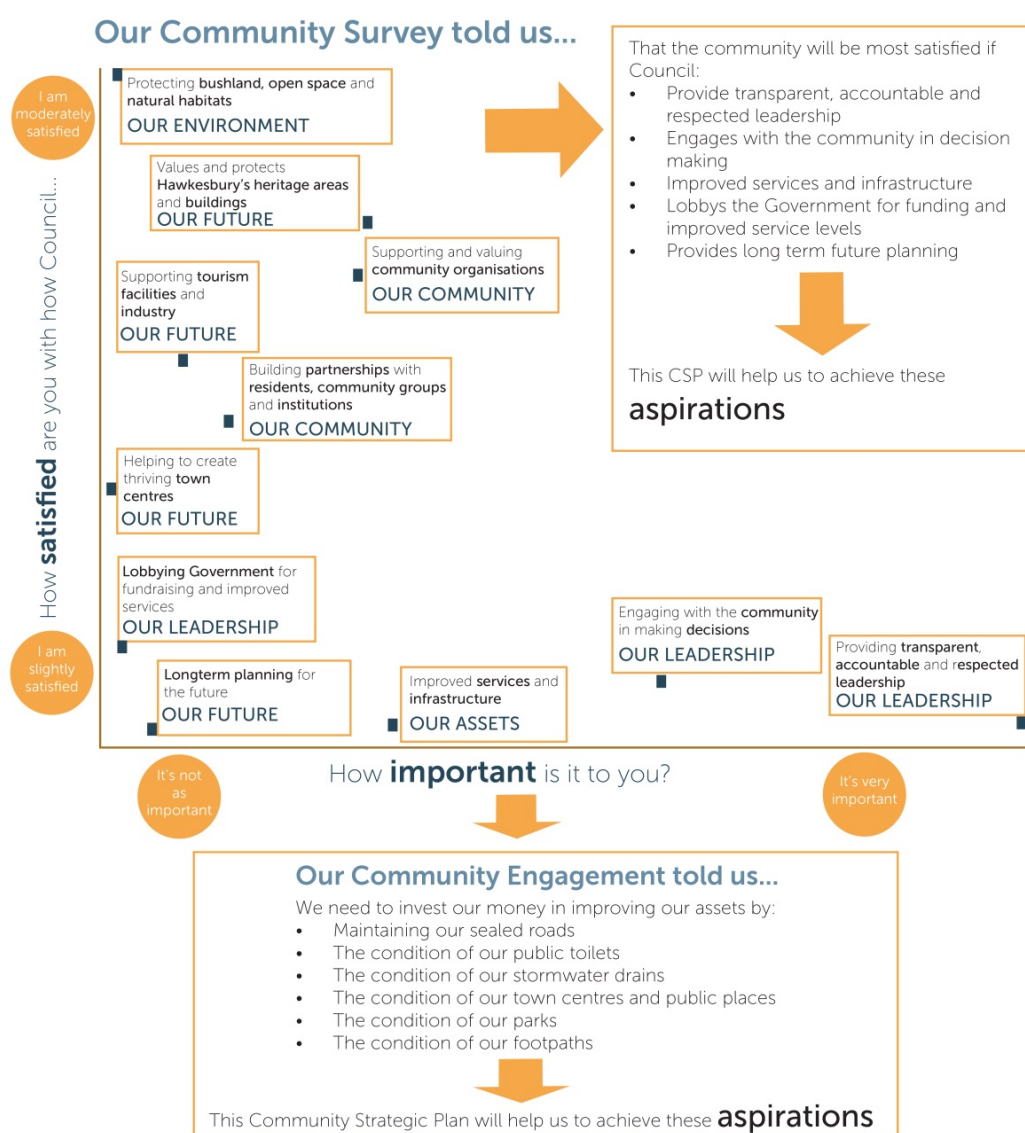 Our Community Survey told us...
I am
moderately
satisfied
How satisfied are you with how Council...
I am
slightly
satisfied
Protecting bushland, open space and
natural habitats
OUR ENVIRONMENT
Values and protects
Hawkesbury's heritage areas
and buildings
OUR FUTURE
Supporting and valuing
community organisations
OUR COMMUNITY
Supporting tourism
facilities and
industry
OUR FUTURE
Building partnerships with
residents, community groups
and institutions
OUR COMMUNITY
Helping to create
thriving town
centres
OUR FUTURE
Lobbying Government for
fundraising and improved
services
OUR LEADERSHIP
Longterm planning for
the future
OUR FUTURE
Improved services and
infrastructure
OUR ASSETS
Engaging with the community
in making decisions
OUR LEADERSHIP
Providing transparent,
accountable and respected
leadership
OUR LEADERSHIP
That the community will be most satisfied if
Council:
• Provide transparent, accountable and
respected leadership
• Engages with the community in decision
making
• Improved services and infrastructure
• Lobbys the Government for funding and
improved service levels
• Provides long term future planning
This CSP will help us to achieve these
aspirations
It's not
as
important
How important is it to you?
It's very
important
Our Community Engagement told us...
We need to invest our money in improving our assets by:
• Maintaining our sealed roads
• The condition of our public toilets
• The condition of our stormwater drains
• The condition of our town centres and public places
• The condition of our parks
• The condition of our footpaths
This Community Strategic Plan will help us to achieve these aspirations